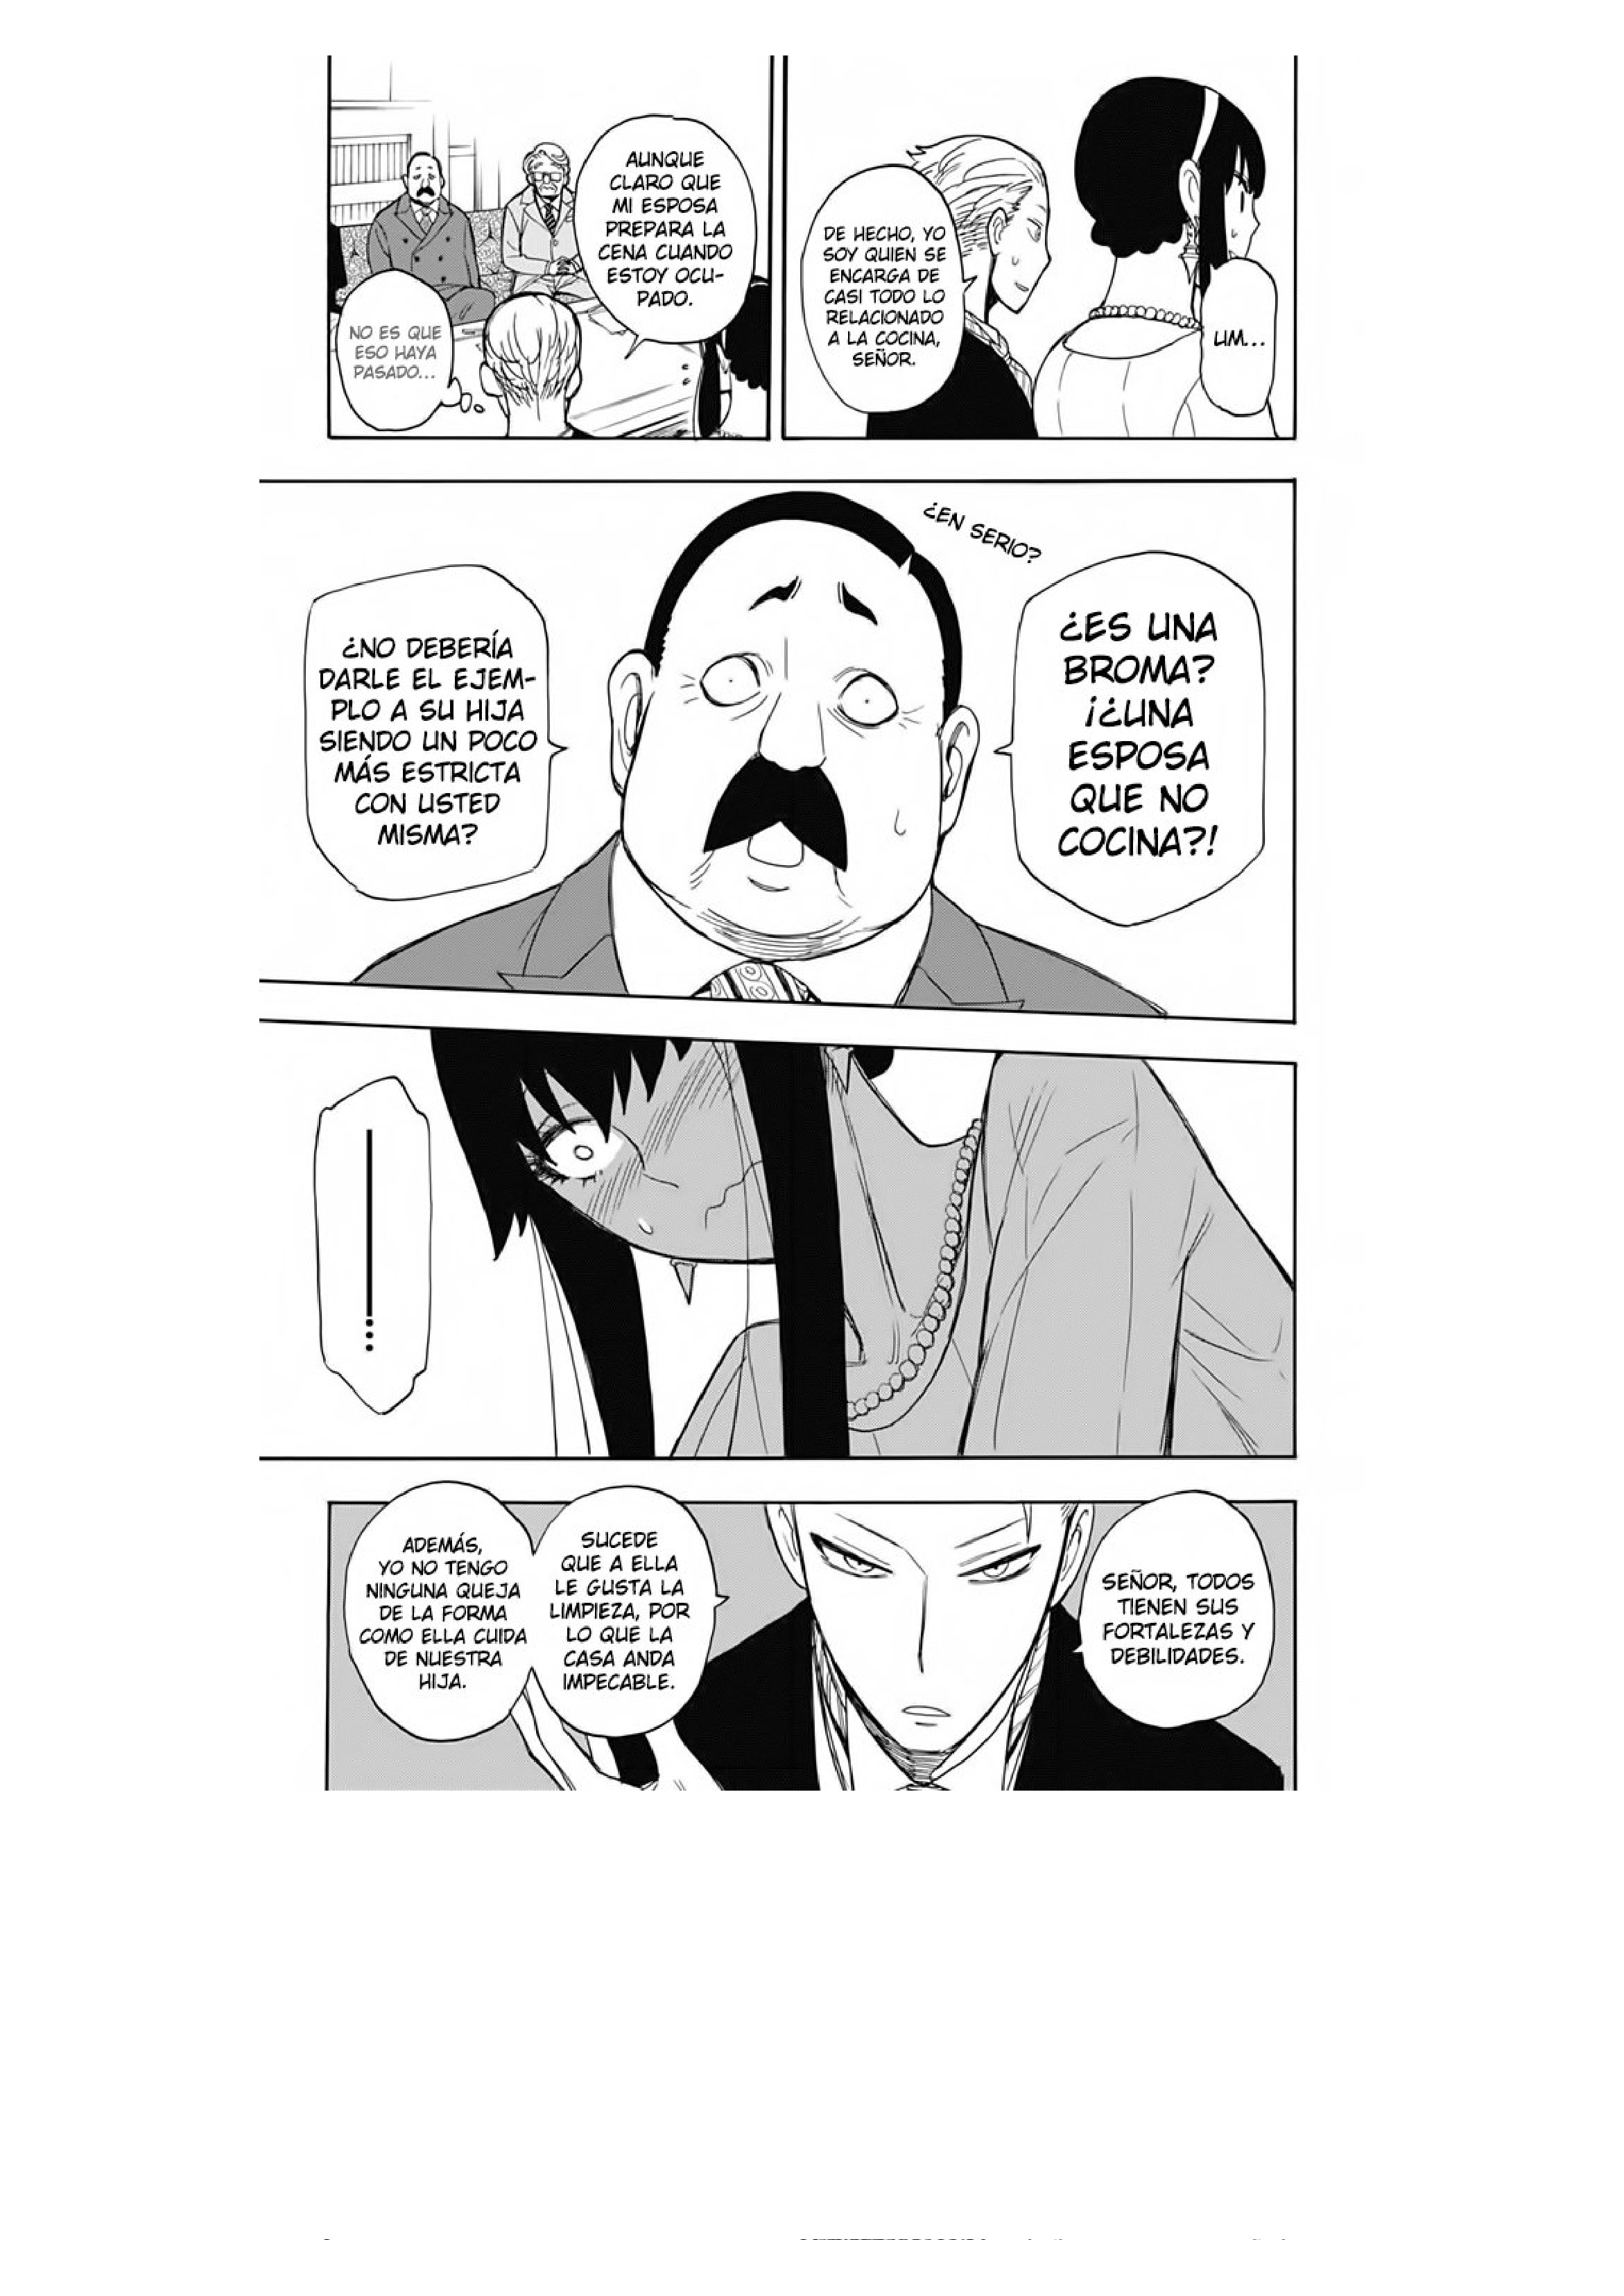 UM...
DE HECHO, YO
SOY QUIEN SE
ENCARGA DE
CASI TODO LO
RELACIONADO
A LA COCINA,
SEÑOR.
AUNQUE
CLARO QUE
MI ESPOSA
PREPARA LA
CENA CUANDO
ESTOY OCU-
PADO.
NO ES QUE
ESO HAYA
PASADO...
¿EN SERIO?
¿ES UNA
BROMA?
¡¿UNA
ESPOSA
QUE NO
COCINA?!
¿NO DEBERÍA
DARLE EL EJEM-
PLO A SU HIJA
SIENDO UN POCO
MÁS ESTRICTA
CON USTED
MISMA?
—...
SEÑOR, TODOS
TIENEN SUS
FORTALEZAS Y
DEBILIDADES.
SUCEDE
QUE A ELLA
LE GUSTA LA
LIMPIEZA, POR
LO QUE LA
CASA ANDA
IMPECABLE.
ADEMÁS,
YO NO TENGO
NINGUNA QUEJA
DE LA FORMA
COMO ELLA CUIDA
DE NUESTRA
HIJA.